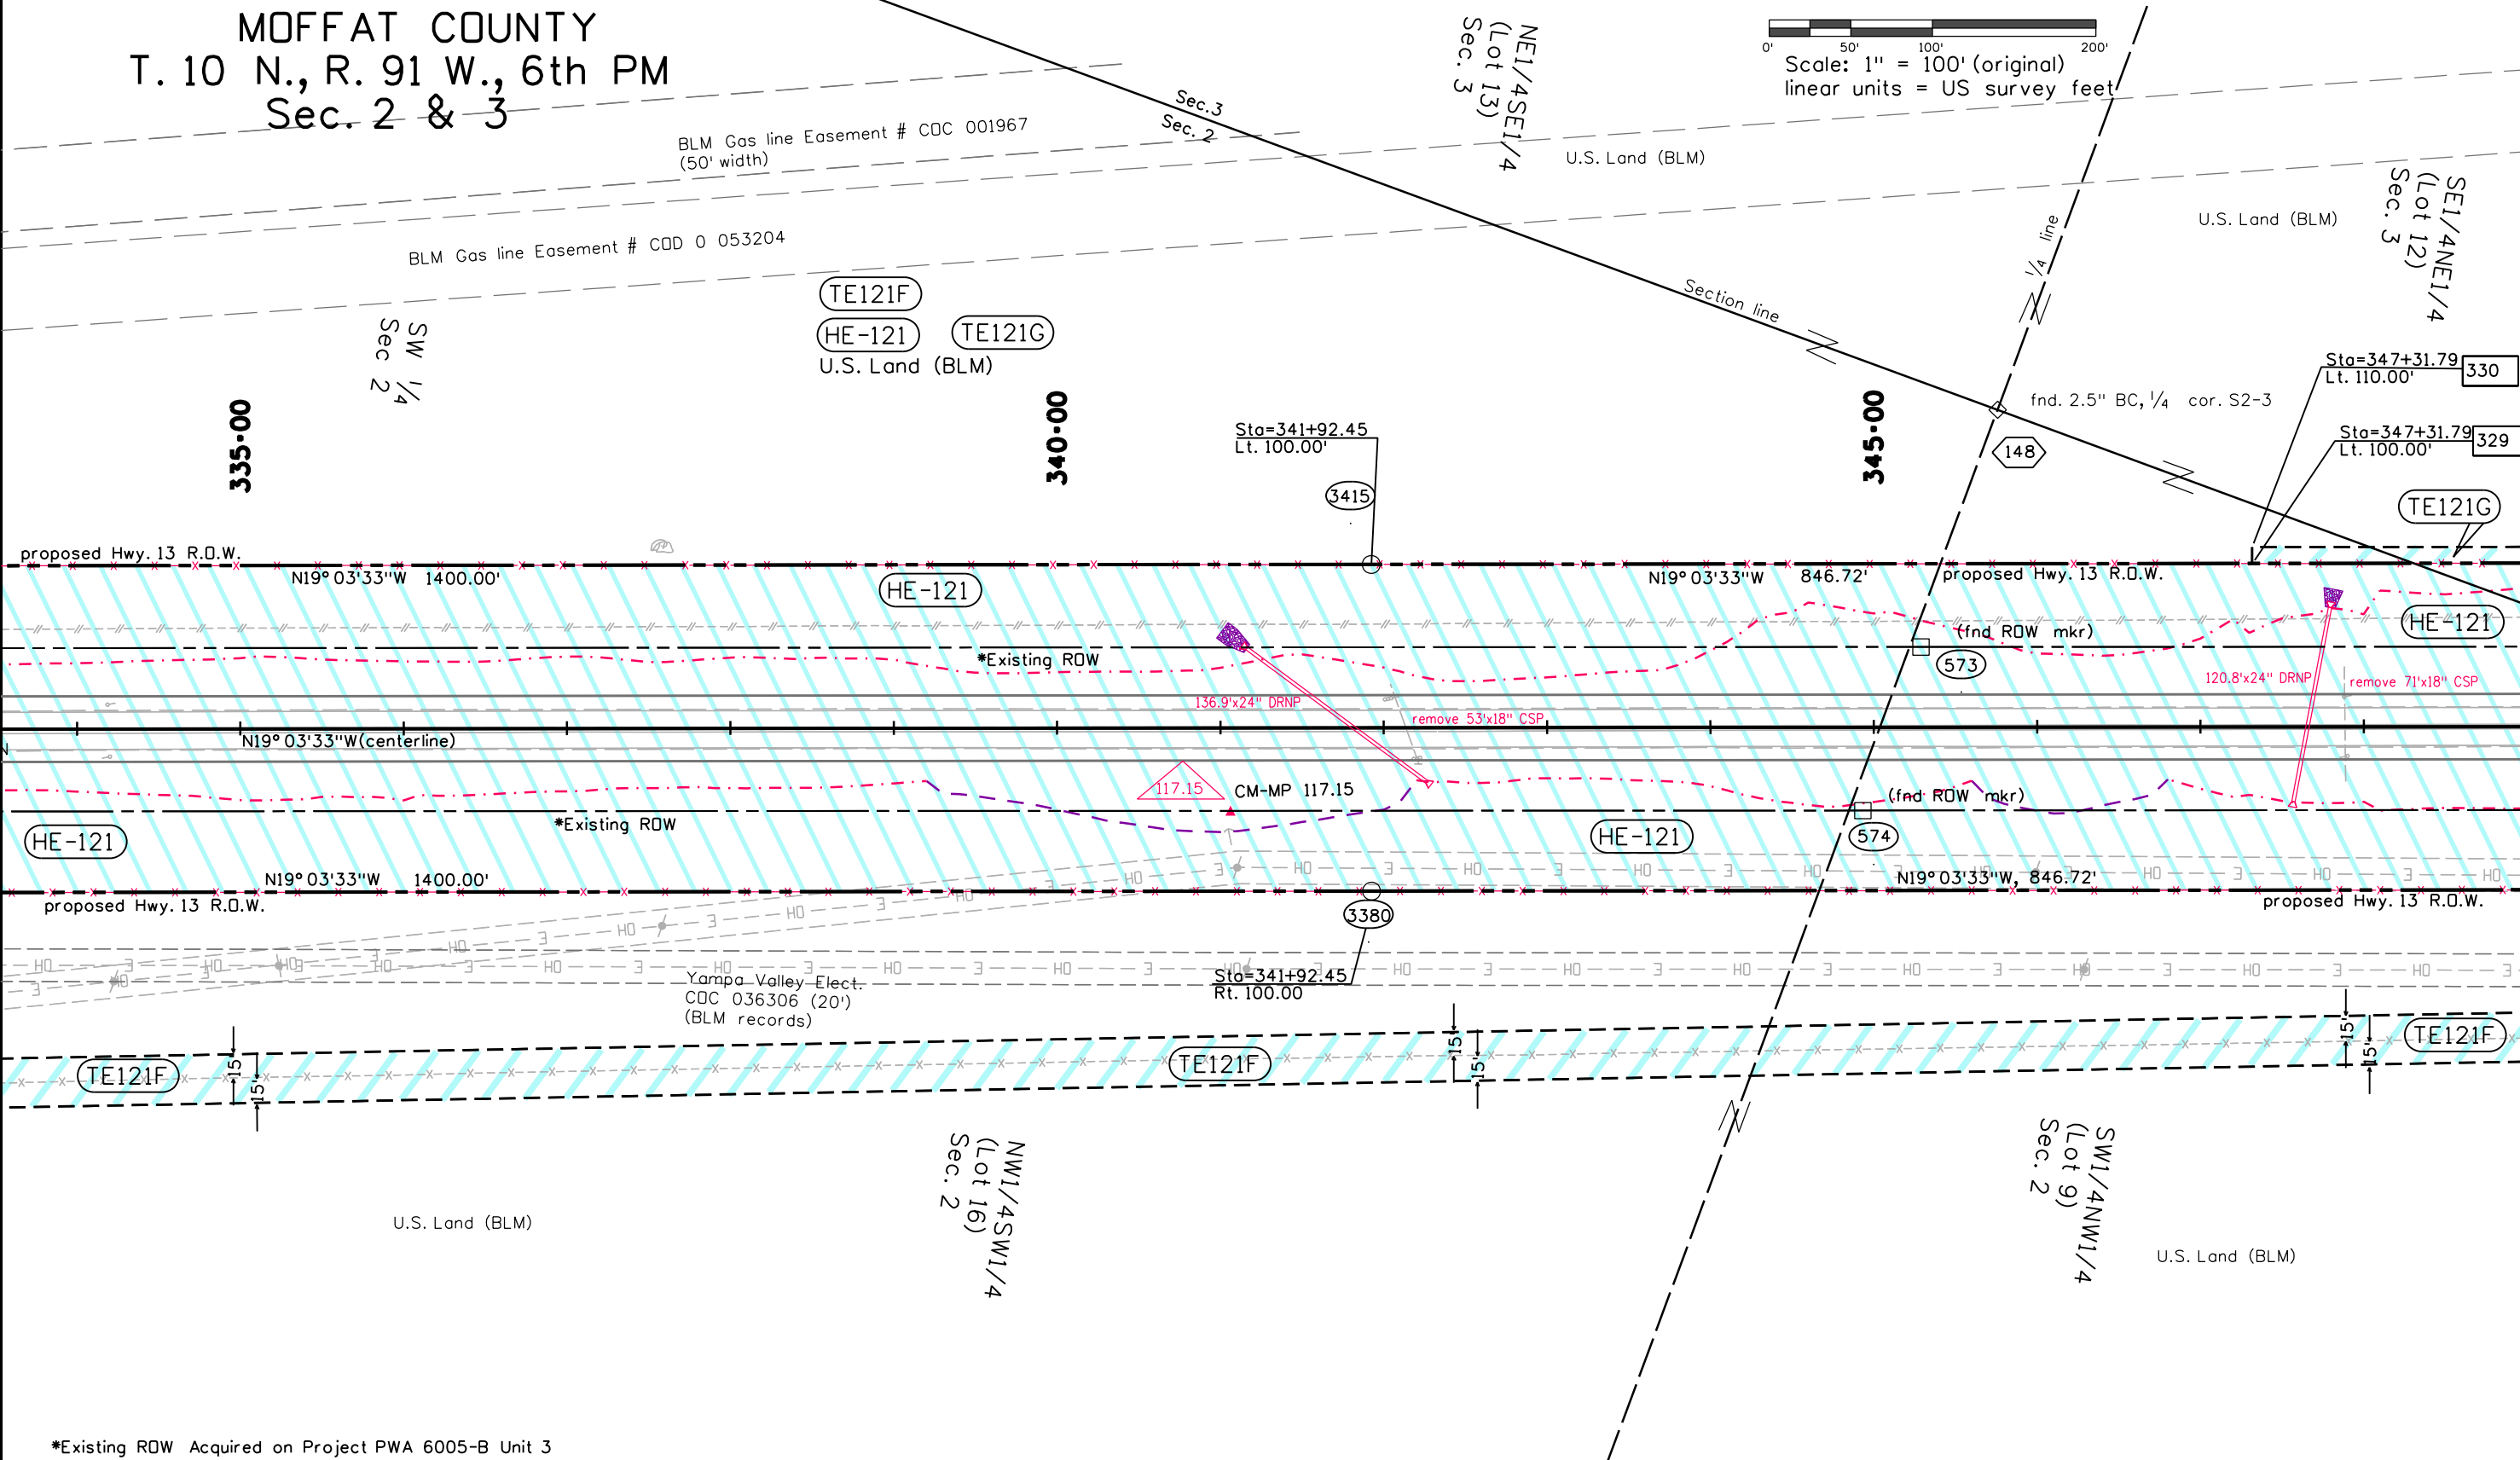 MOFFAT COUNTY
T. 10 N., R. 91 W., 6th PM
Sec. 2 & 3
0' 50' 100' 200'
Scale: 1" = 100' (original)
linear units = US survey feet
BLM Gas line Easement # COC 001967
(50' width)
BLM Gas line Easement # COD 0 053204
Sec.3
Sec. 2
NE1/4SE1/4
(Lot 13)
Sec. 3
U.S. Land (BLM)
U.S. Land (BLM)
SE1/4NE1/4
(Lot 12)
Sec. 3
1/4 line
Section line
TE121F
HE-121
TE121G
U.S. Land (BLM)
SW 1/4
Sec 2
335+00
340+00
345+00
Sta=341+92.45
Lt. 100.00'
3415
fnd. 2.5" BC, 1/4 cor. S2-3
148
Sta=347+31.79
Lt. 110.00'
330
Sta=347+31.79
Lt. 100.00'
329
TE121G
proposed Hwy. 13 R.O.W.
N19° 03'33"W 1400.00'
HE-121
N19° 03'33"W 846.72'
proposed Hwy. 13 R.O.W.
HE-121
*Existing ROW
(fnd ROW mkr)
573
136.9'x24" DRNP
remove 53'x18" CSP
120.8'x24" DRNP
remove 71'x18" CSP
N19° 03'33"W(centerline)
117.15
CM-MP 117.15
(fnd ROW mkr)
574
*Existing ROW
HE-121
HE-121
N19° 03'33"W 1400.00'
proposed Hwy. 13 R.O.W.
N19° 03'33"W, 846.72'
proposed Hwy. 13 R.O.W.
3380
Sta=341+92.45
Rt. 100.00
Yampa Valley Elect.
COC 036306 (20')
(BLM records)
OH E OH E OH E OH E
TE121F
15'
15'
TE121F
15'
15'
15'
15'
TE121F
NW1/4SW1/4
(Lot 16)
Sec. 2
SW1/4NW1/4
(Lot 9)
Sec. 2
U.S. Land (BLM)
U.S. Land (BLM)
*Existing ROW Acquired on Project PWA 6005-B Unit 3